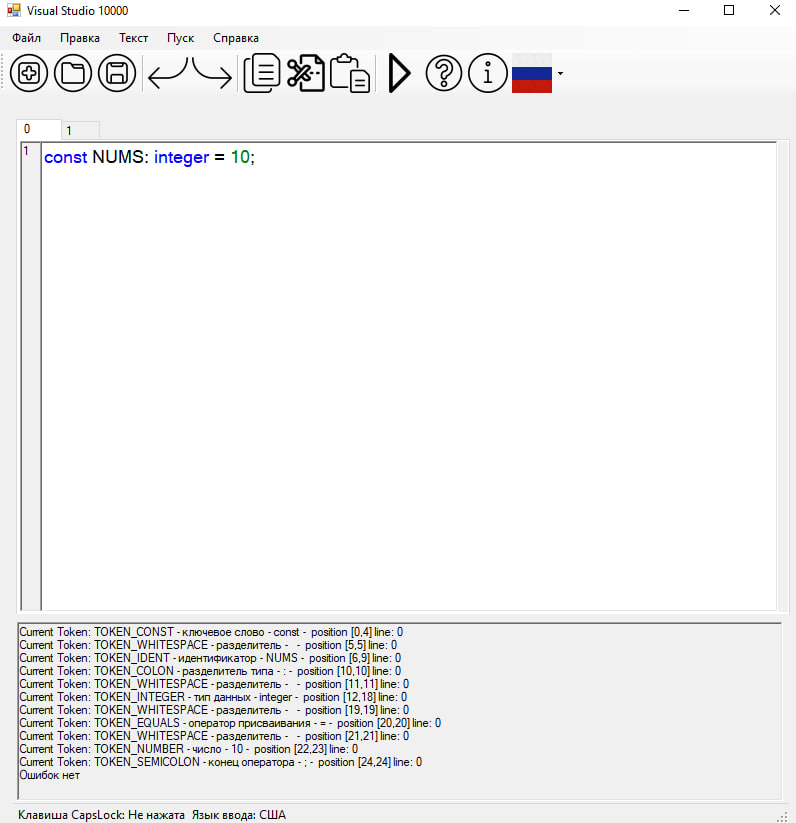 Visual Studio 10000
Файл Правка Текст Пуск Справка
0 1
1 const NUMS: integer = 10;
Current Token: TOKEN_CONST - ключевое слово - const - position [0,4] line: 0
Current Token: TOKEN_WHITESPACE - разделитель -   - position [5,5] line: 0
Current Token: TOKEN_IDENT - идентификатор - NUMS - position [6,9] line: 0
Current Token: TOKEN_COLON - разделитель типа - : - position [10,10] line: 0
Current Token: TOKEN_WHITESPACE - разделитель -   - position [11,11] line: 0
Current Token: TOKEN_INTEGER - тип данных - integer - position [12,18] line: 0
Current Token: TOKEN_WHITESPACE - разделитель -   - position [19,19] line: 0
Current Token: TOKEN_EQUALS - оператор присваивания - = - position [20,20] line: 0
Current Token: TOKEN_WHITESPACE - разделитель -   - position [21,21] line: 0
Current Token: TOKEN_NUMBER - число - 10 - position [22,23] line: 0
Current Token: TOKEN_SEMICOLON - конец оператора - ; - position [24,24] line: 0
Ошибок нет
Клавиша CapsLock: Не нажата Язык ввода: США